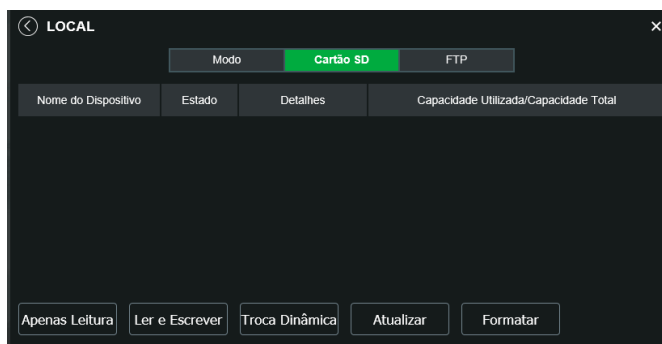 LOCAL
Modo Cartão SD FTP
Nome do Dispositivo Estado Detalhes Capacidade Utilizada/Capacidade Total
Apenas Leitura Ler e Escrever Troca Dinâmica Atualizar Formatar